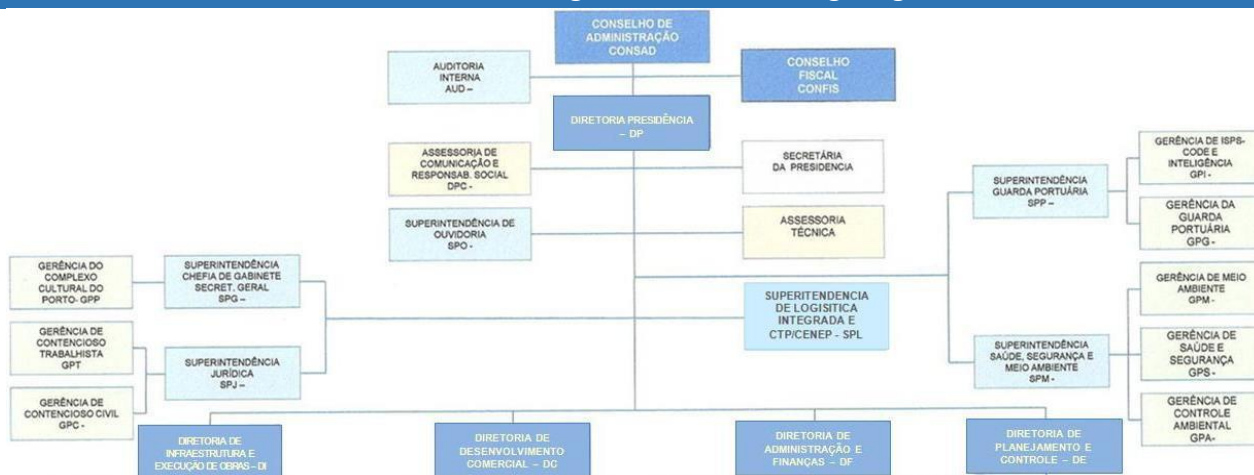 CONSELHO DE
ADMINISTRAÇÃO
CONSAD
AUDITORIA
INTERNA
AUD –
CONSELHO
FISCAL
CONFIS
DIRETORIA PRESIDÊNCIA
– DP
ASSESSORIA DE
COMUNICAÇÃO E
RESPONSAB. SOCIAL
DPC -
SECRETÁRIA
DA PRESIDENCIA
SUPERINTENDÊNCIA DE
OUVIDORIA
SPO -
ASSESSORIA
TÉCNICA
SUPERINTENDÊNCIA
GUARDA PORTUÁRIA
SPP –
GERÊNCIA DE ISPS-
CODE E
INTELIGÊNCIA
GPI -
GERÊNCIA DA
GUARDA
PORTUÁRIA
GPG -
GERÊNCIA DO
COMPLEXO
CULTURAL DO
PORTO- GPP
SUPERINTENDÊNCIA
CHEFIA DE GABINETE
SECRET. GERAL
SPG –
SUPERITENDENCIA
DE LOGISITICA
INTEGRADA E
CTP/CENEP - SPL
GERÊNCIA DE MEIO
AMBIENTE
GPM -
GERÊNCIA DE
CONTENCIOSO
TRABALHISTA
GPT
SUPERINTENDÊNCIA
JURÍDICA
SPJ –
SUPERINTENDÊNCIA
SAÚDE, SEGURANÇA E
MEIO AMBIENTE
SPM -
GERÊNCIA DE
SAÚDE E
SEGURANÇA
GPS -
GERÊNCIA DE
CONTENCIOSO CIVIL
GPC -
GERÊNCIA DE
CONTROLE
AMBIENTAL
GPA-
DIRETORIA DE
INFRAESTRUTURA E
EXECUÇÃO DE OBRAS – DI
DIRETORIA DE
DESENVOLVIMENTO
COMERCIAL – DC
DIRETORIA DE
ADMINISTRAÇÃO E
FINANÇAS – DF
DIRETORIA DE
PLANEJAMENTO E
CONTROLE – DE